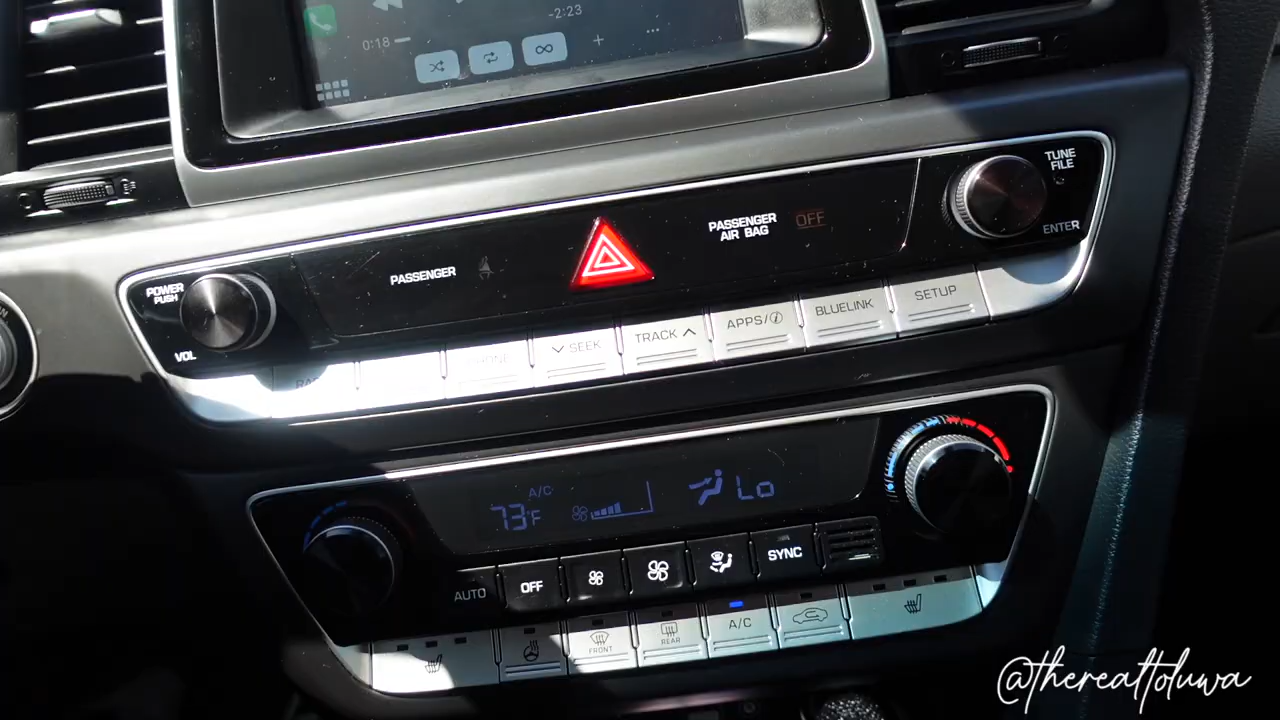 -2:23
0:18
TUNE
FILE
ENTER
PASSENGER
AIR BAG
OFF
PASSENGER
POWER
PUSH
VOL
SEEK
TRACK
APPS/i
BLUELINK
SETUP
A/C
73°F
Lo
AUTO
OFF
SYNC
FRONT
REAR
A/C
@therealtoluwa